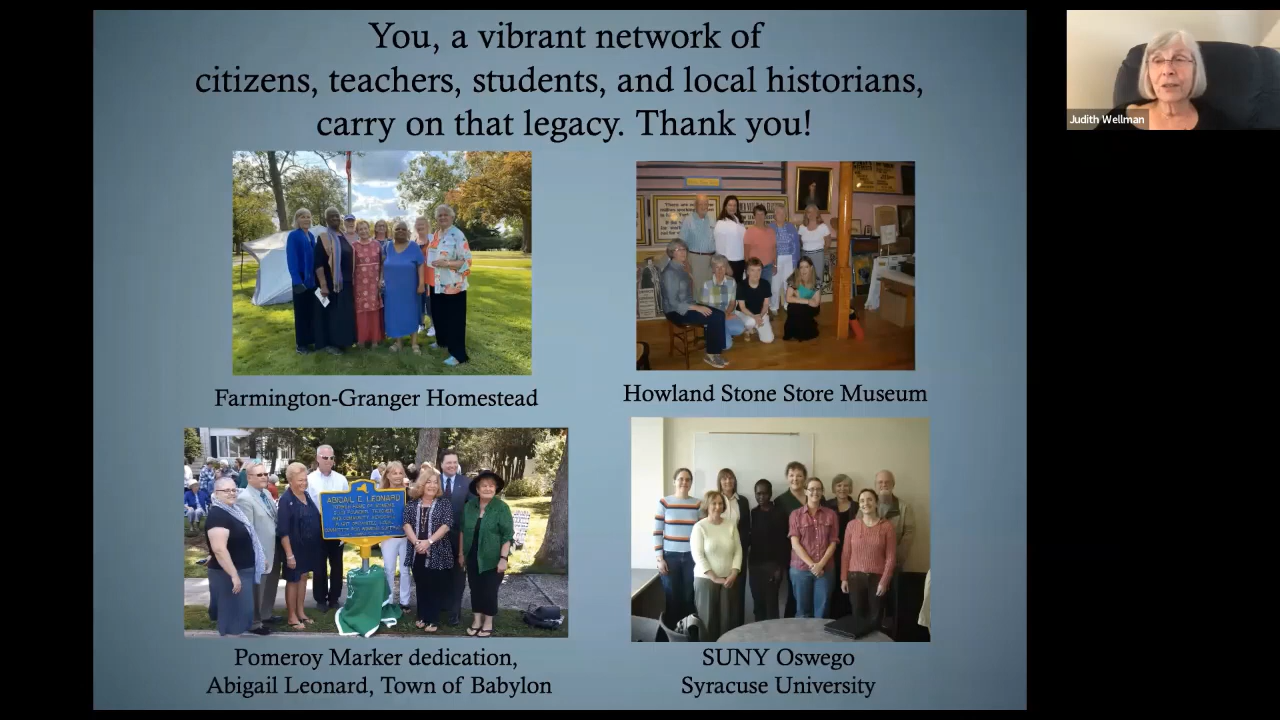 You, a vibrant network of
citizens, teachers, students, and local historians,
carry on that legacy. Thank you!
Judith Wellman
Farmington-Granger Homestead
Howland Stone Store Museum
ABIGAIL E. LEONARD
Pomeroy Marker dedication,
Abigail Leonard, Town of Babylon
SUNY Oswego
Syracuse University